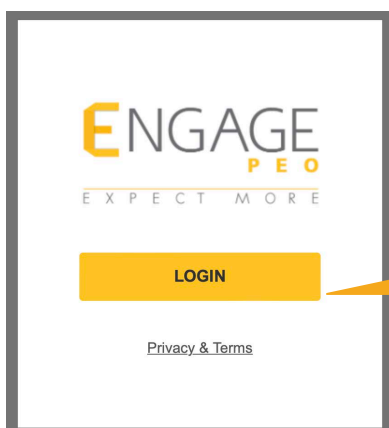 ENGAGE
PEO
EXPECT MORE
LOGIN
Privacy & Terms